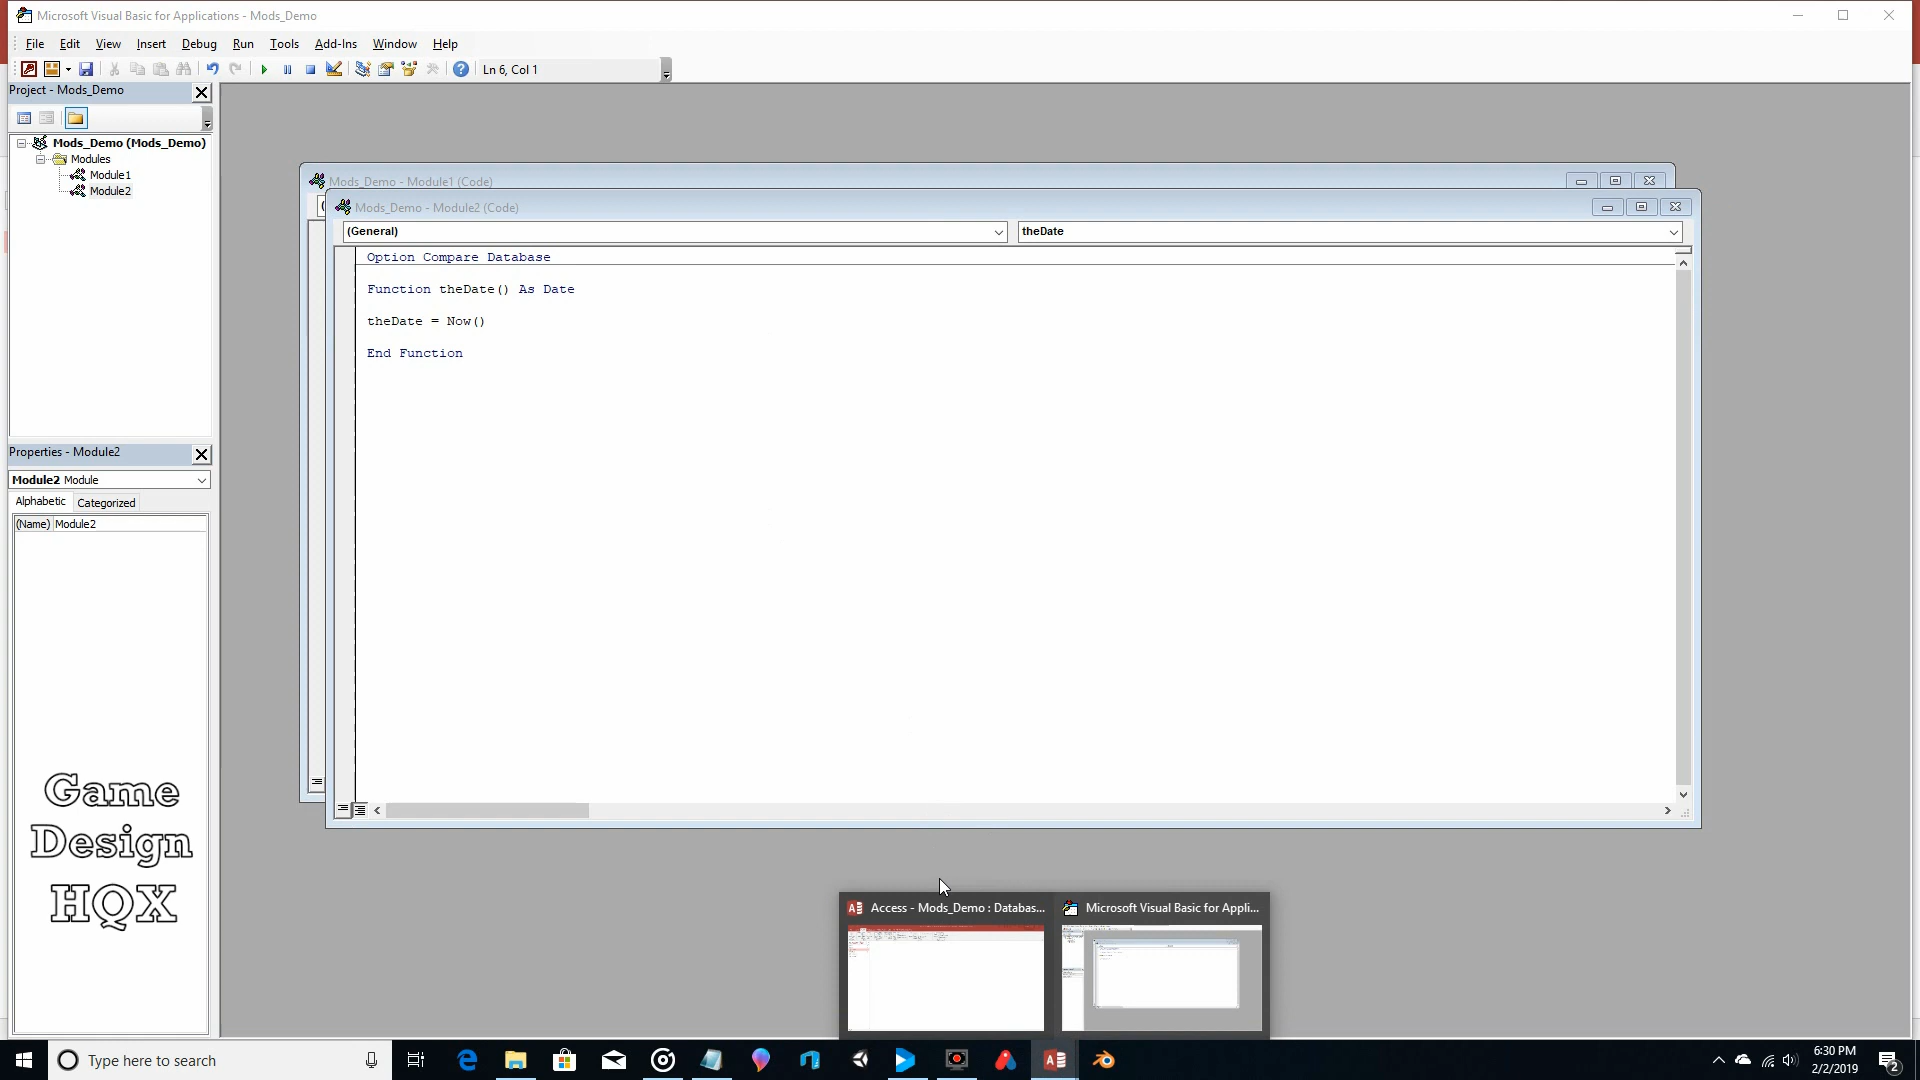 Microsoft Visual Basic for Applications - Mods_Demo
File Edit View Insert Debug Run Tools Add-Ins Window Help
Ln 6, Col 1
Project - Mods_Demo
Mods_Demo (Mods_Demo)
Modules
Module1
Module2
Mods_Demo - Module1 (Code)
Mods_Demo - Module2 (Code)
(General) theDate
Option Compare Database
Function theDate() As Date
theDate = Now()
End Function
Properties - Module2
Module2 Module
Alphabetic Categorized
(Name) Module2
Game
Design
HQX
Access - Mods_Demo : Databas...
Microsoft Visual Basic for Appli...
Type here to search
6:30 PM
2/2/2019
2